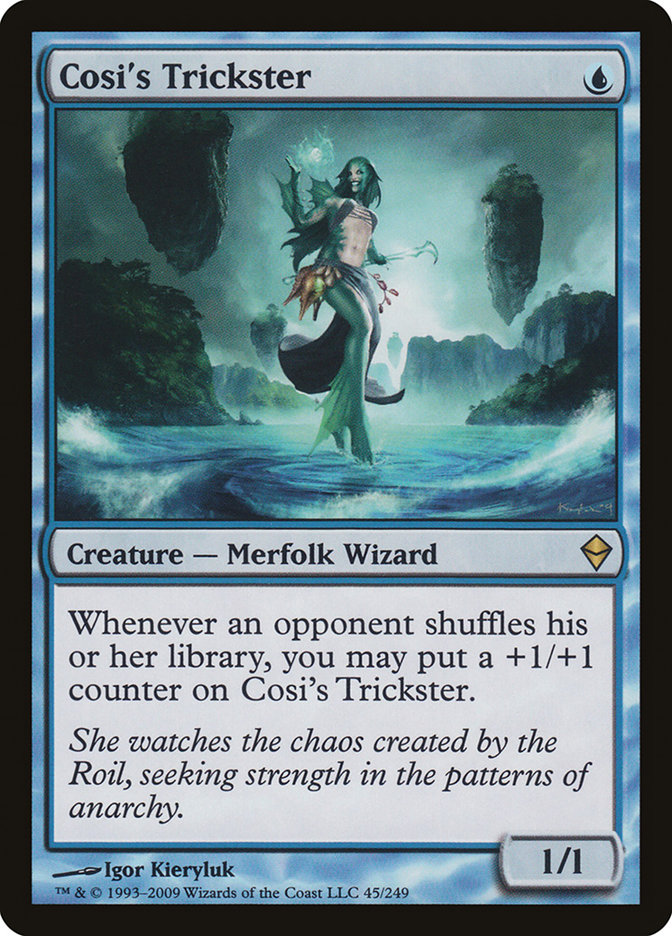 Cosi's Trickster
Creature — Merfolk Wizard
Whenever an opponent shuffles his
or her library, you may put a +1/+1
counter on Cosi's Trickster.
She watches the chaos created by the
Roil, seeking strength in the patterns of
anarchy.
1/1
Igor Kieryluk
™ & © 1993–2009 Wizards of the Coast LLC 45/249